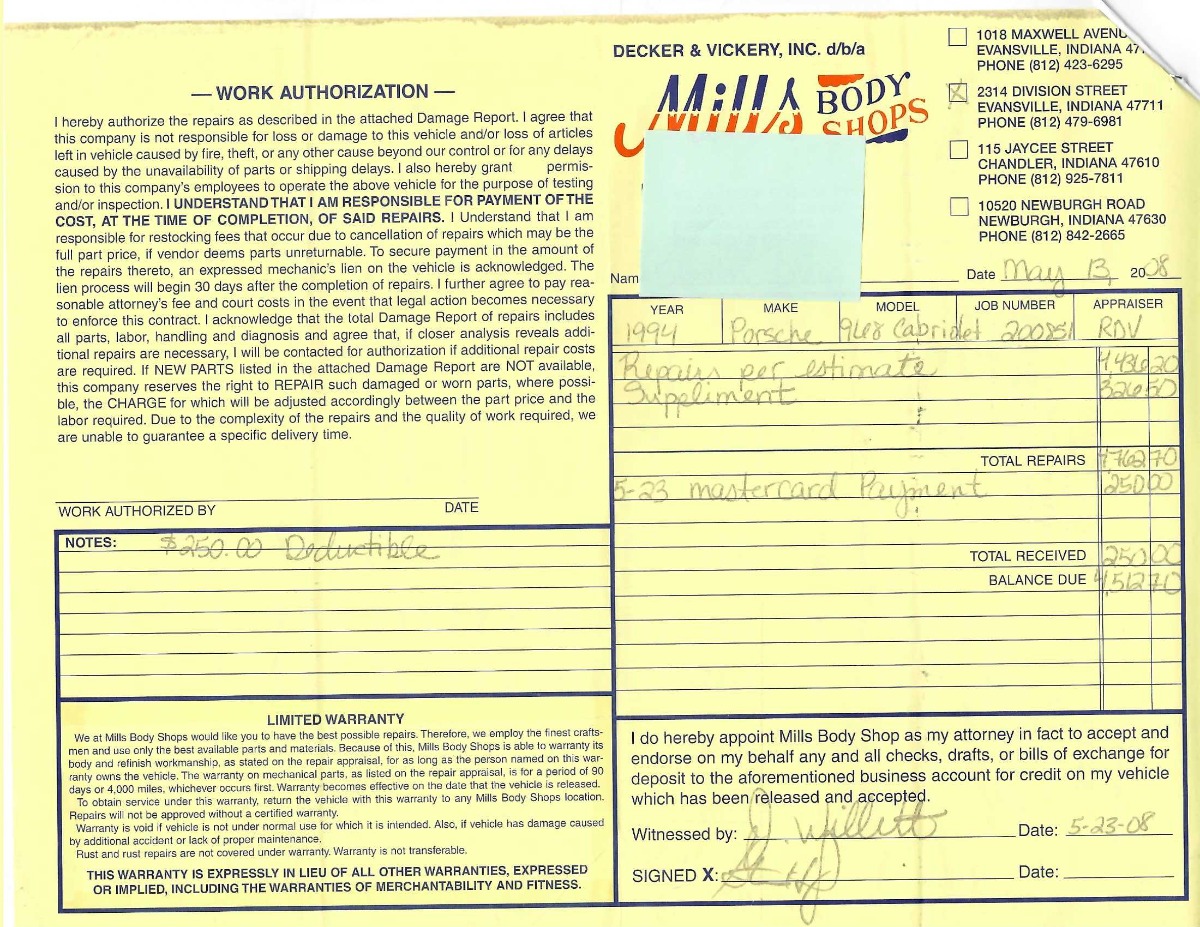 DECKER & VICKERY, INC. d/b/a
Mills BODY SHOPS
1018 MAXWELL AVENU
EVANSVILLE, INDIANA 47
PHONE (812) 423-6295
2314 DIVISION STREET
EVANSVILLE, INDIANA 47711
PHONE (812) 479-6981
115 JAYCEE STREET
CHANDLER, INDIANA 47610
PHONE (812) 925-7811
10520 NEWBURGH ROAD
NEWBURGH, INDIANA 47630
PHONE (812) 842-2665
— WORK AUTHORIZATION —
I hereby authorize the repairs as described in the attached Damage Report. I agree that
this company is not responsible for loss or damage to this vehicle and/or loss of articles
left in vehicle caused by fire, theft, or any other cause beyond our control or for any delays
caused by the unavailability of parts or shipping delays. I also hereby grant permis-
sion to this company's employees to operate the above vehicle for the purpose of testing
and/or inspection. I UNDERSTAND THAT I AM RESPONSIBLE FOR PAYMENT OF THE
COST, AT THE TIME OF COMPLETION, OF SAID REPAIRS. I Understand that I am
responsible for restocking fees that occur due to cancellation of repairs which may be the
full part price, if vendor deems parts unreturnable. To secure payment in the amount of
the repairs thereto, an expressed mechanic's lien on the vehicle is acknowledged. The
lien process will begin 30 days after the completion of repairs. I further agree to pay rea-
sonable attorney's fee and court costs in the event that legal action becomes necessary
to enforce this contract. I acknowledge that the total Damage Report of repairs includes
all parts, labor, handling and diagnosis and agree that, if closer analysis reveals addi-
tional repairs are necessary, I will be contacted for authorization if additional repair costs
are required. If NEW PARTS listed in the attached Damage Report are NOT available,
this company reserves the right to REPAIR such damaged or worn parts, where possi-
ble, the CHARGE for which will be adjusted accordingly between the part price and the
labor required. Due to the complexity of the repairs and the quality of work required, we
are unable to guarantee a specific delivery time.
WORK AUTHORIZED BY DATE
NOTES: $250.00 Deductible
LIMITED WARRANTY
We at Mills Body Shops would like you to have the best possible repairs. Therefore, we employ the finest crafts-
men and use only the best available parts and materials. Because of this, Mills Body Shops is able to warranty its
body and refinish workmanship, as stated on the repair appraisal, for as long as the person named on this war-
ranty owns the vehicle. The warranty on mechanical parts, as listed on the repair appraisal, is for a period of 90
days or 4,000 miles, whichever occurs first. Warranty becomes effective on the date that the vehicle is released.
To obtain service under this warranty, return the vehicle with this warranty to any Mills Body Shops location.
Repairs will not be approved without a certified warranty.
Warranty is void if vehicle is not under normal use for which it is intended. Also, if vehicle has damage caused
by additional accident or lack of proper maintenance.
Rust and rust repairs are not covered under warranty. Warranty is not transferable.
THIS WARRANTY IS EXPRESSLY IN LIEU OF ALL OTHER WARRANTIES, EXPRESSED
OR IMPLIED, INCLUDING THE WARRANTIES OF MERCHANTABILITY AND FITNESS.
Nam Date May 13, 2008
YEAR MAKE MODEL JOB NUMBER APPRAISER
1994 Porsche 968 Cabriolet 200851 RDV
Repairs per estimate 4,436.20
Suppliment 326.50
TOTAL REPAIRS 4,762.70
5-23 mastercard Payment 250.00
TOTAL RECEIVED 250.00
BALANCE DUE 4,512.70
I do hereby appoint Mills Body Shop as my attorney in fact to accept and
endorse on my behalf any and all checks, drafts, or bills of exchange for
deposit to the aforementioned business account for credit on my vehicle
which has been released and accepted.
Witnessed by: J. Willett Date: 5-23-08
SIGNED X: Date: